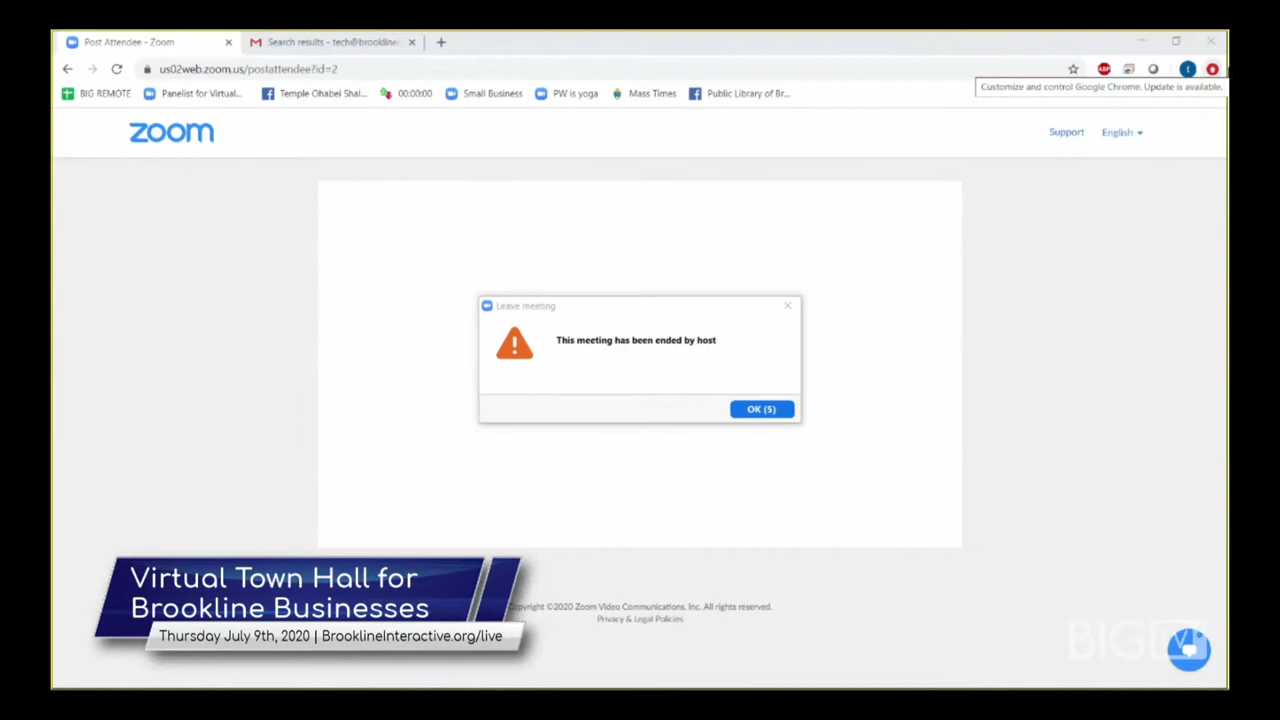 Post Attendee - Zoom
Search results - tech@brookline
us02web.zoom.us/postattendee?id=2
ABP
t
Customize and control Google Chrome. Update is available.
BIG REMOTE
Panelist for Virtual...
Temple Ohabei Shal...
00:00:00
Small Business
PW is yoga
Mass Times
Public Library of Br...
zoom
Support
English
Leave meeting
This meeting has been ended by host
OK (5)
Virtual Town Hall for
Brookline Businesses
Thursday July 9th, 2020 | BrooklineInteractive.org/live
Copyright ©2020 Zoom Video Communications, Inc. All rights reserved.
Privacy & Legal Policies
BIG